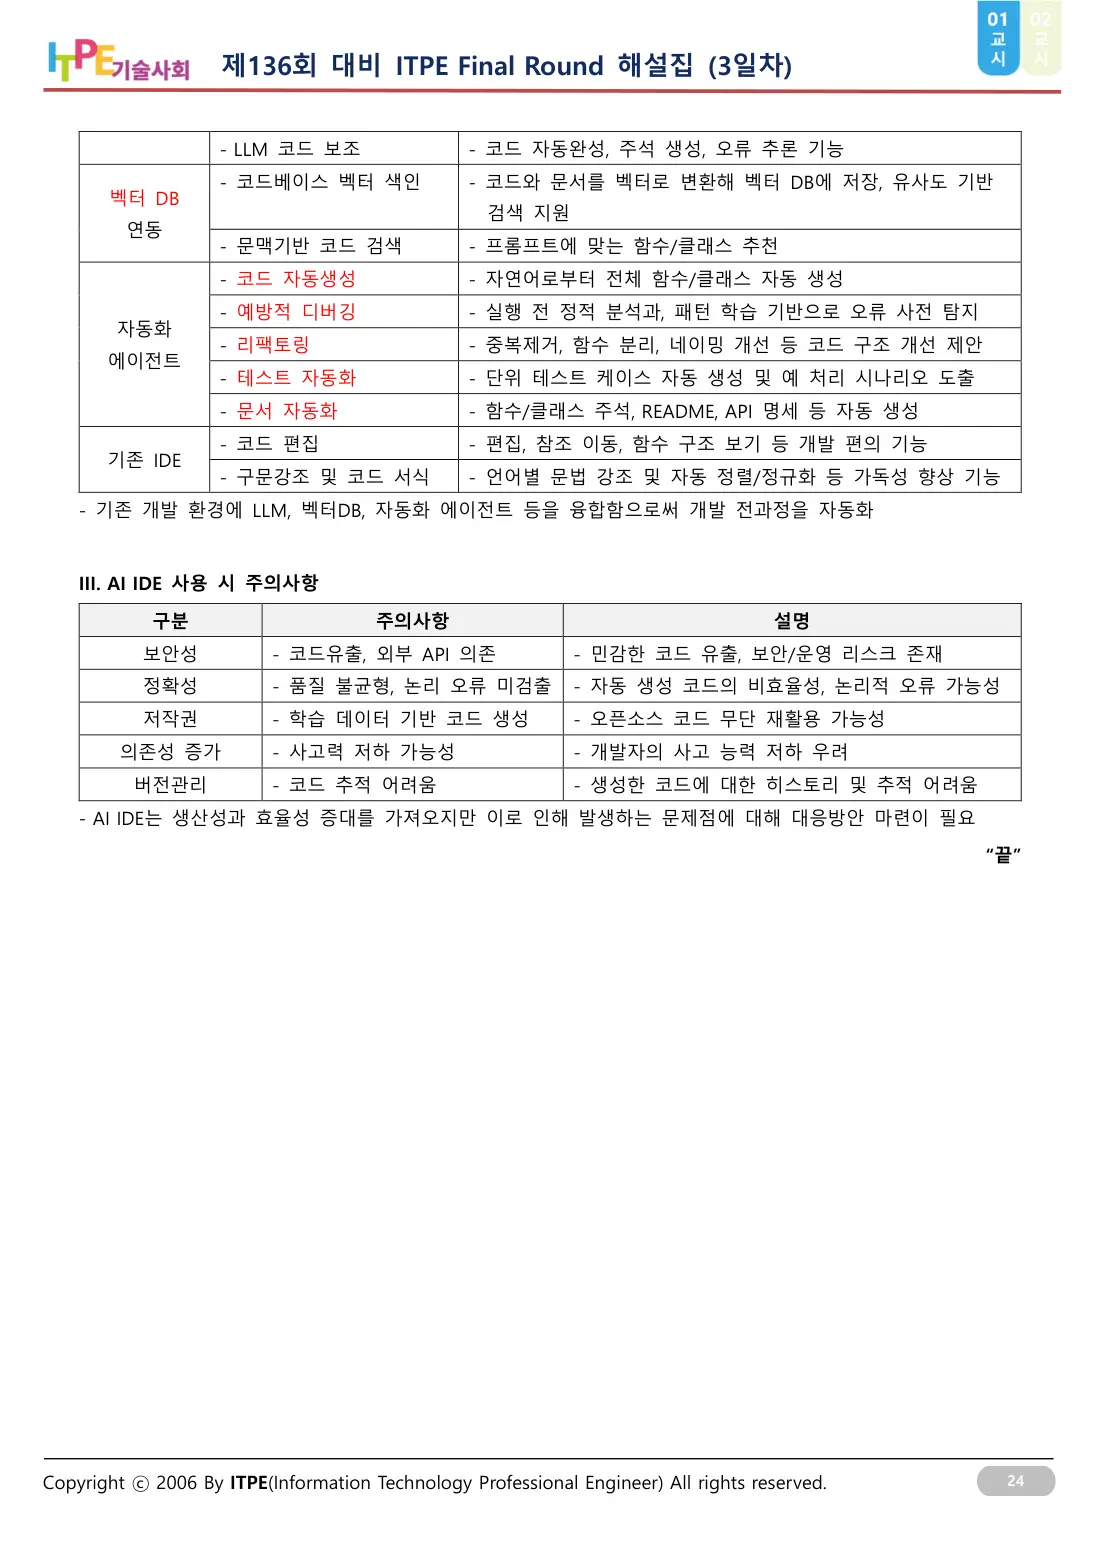 ITPE기술사회 제136회 대비 ITPE Final Round 해설집 (3일차)
01 교시
02 교시
- LLM 코드 보조 - 코드 자동완성, 주석 생성, 오류 추론 기능
벡터 DB 연동 - 코드베이스 벡터 색인 - 코드와 문서를 벡터로 변환해 벡터 DB에 저장, 유사도 기반
검색 지원
- 문맥기반 코드 검색 - 프롬프트에 맞는 함수/클래스 추천
자동화 에이전트 - 코드 자동생성 - 자연어로부터 전체 함수/클래스 자동 생성
- 예방적 디버깅 - 실행 전 정적 분석과, 패턴 학습 기반으로 오류 사전 탐지
- 리팩토링 - 중복제거, 함수 분리, 네이밍 개선 등 코드 구조 개선 제안
- 테스트 자동화 - 단위 테스트 케이스 자동 생성 및 예 처리 시나리오 도출
- 문서 자동화 - 함수/클래스 주석, README, API 명세 등 자동 생성
기존 IDE - 코드 편집 - 편집, 참조 이동, 함수 구조 보기 등 개발 편의 기능
- 구문강조 및 코드 서식 - 언어별 문법 강조 및 자동 정렬/정규화 등 가독성 향상 기능
- 기존 개발 환경에 LLM, 벡터DB, 자동화 에이전트 등을 융합함으로써 개발 전과정을 자동화
III. AI IDE 사용 시 주의사항
구분 주의사항 설명
보안성 - 코드유출, 외부 API 의존 - 민감한 코드 유출, 보안/운영 리스크 존재
정확성 - 품질 불균형, 논리 오류 미검출 - 자동 생성 코드의 비효율성, 논리적 오류 가능성
저작권 - 학습 데이터 기반 코드 생성 - 오픈소스 코드 무단 재활용 가능성
의존성 증가 - 사고력 저하 가능성 - 개발자의 사고 능력 저하 우려
버전관리 - 코드 추적 어려움 - 생성한 코드에 대한 히스토리 및 추적 어려움
- AI IDE는 생산성과 효율성 증대를 가져오지만 이로 인해 발생하는 문제점에 대해 대응방안 마련이 필요
“끝”
Copyright ⓒ 2006 By ITPE(Information Technology Professional Engineer) All rights reserved.
24